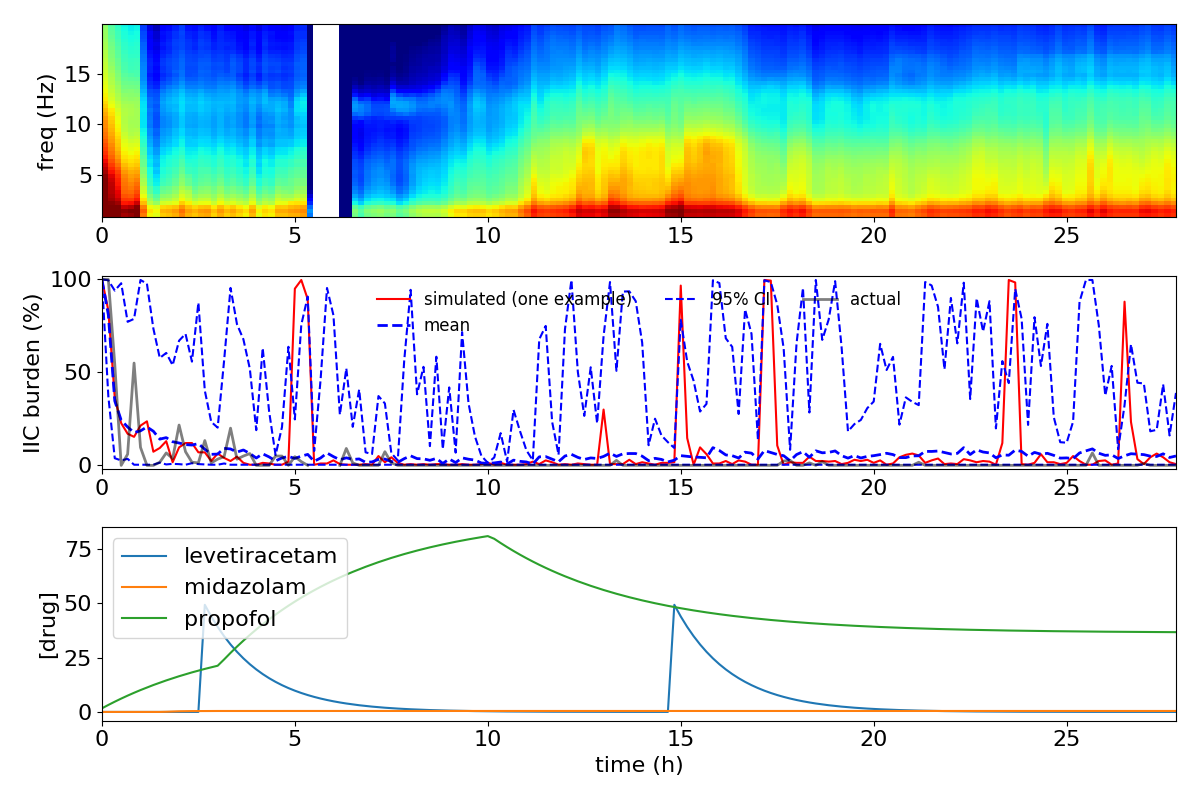 freq (Hz)
15
10
5
0 5 10 15 20 25
IIC burden (%)
100
50
0
simulated (one example) 95% CI actual
mean
0 5 10 15 20 25
[drug]
75
50
25
0
levetiracetam
midazolam
propofol
0 5 10 15 20 25
time (h)